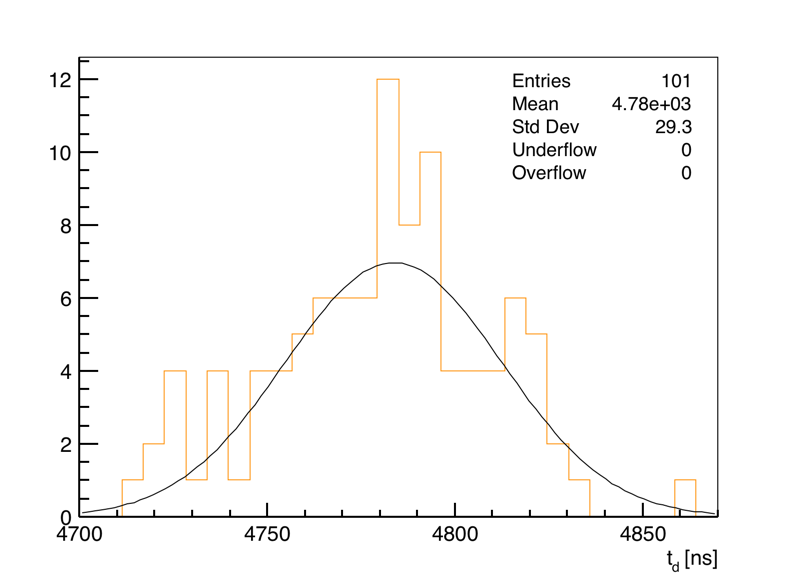 Entries 101
Mean 4.78e+03
Std Dev 29.3
Underflow 0
Overflow 0
12
10
8
6
4
2
0
4700 4750 4800 4850
t_d [ns]